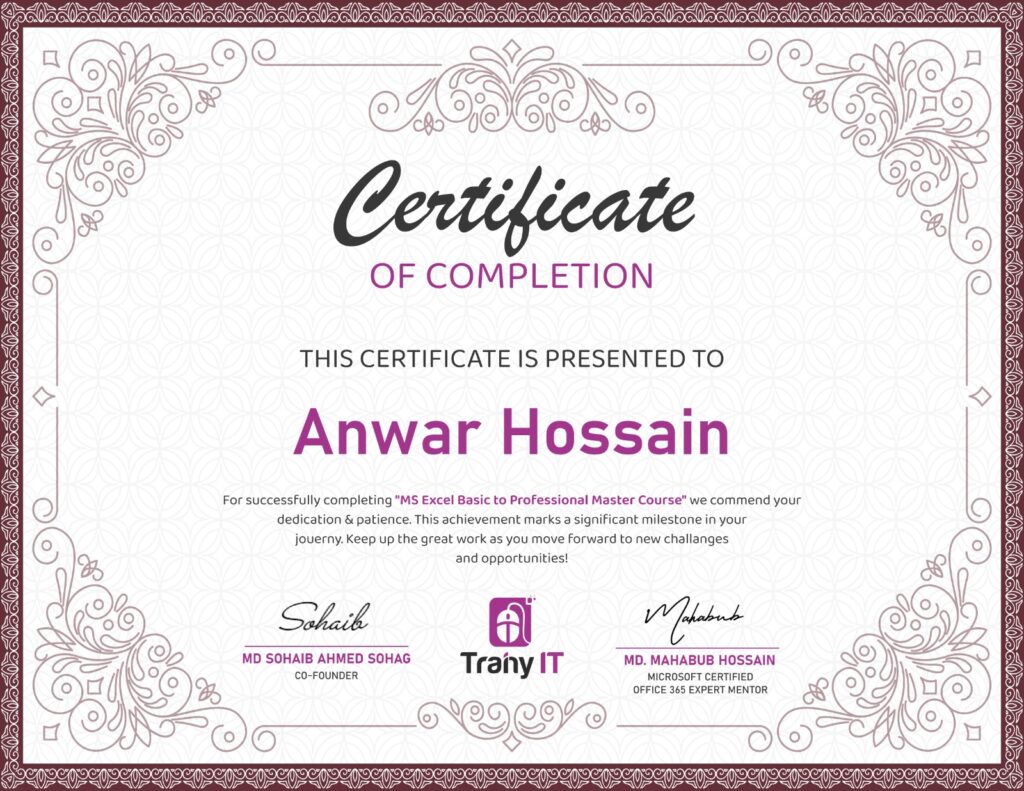 Certificate
OF COMPLETION
THIS CERTIFICATE IS PRESENTED TO
Anwar Hossain
For successfully completing "MS Excel Basic to Professional Master Course" we commend your
dedication & patience. This achievement marks a significant milestone in your
jouerny. Keep up the great work as you move forward to new challanges
and opportunities!
Sohaib
MD SOHAIB AHMED SOHAG
CO-FOUNDER
Trainy IT
Mahabub
MD. MAHABUB HOSSAIN
MICROSOFT CERTIFIED
OFFICE 365 EXPERT MENTOR